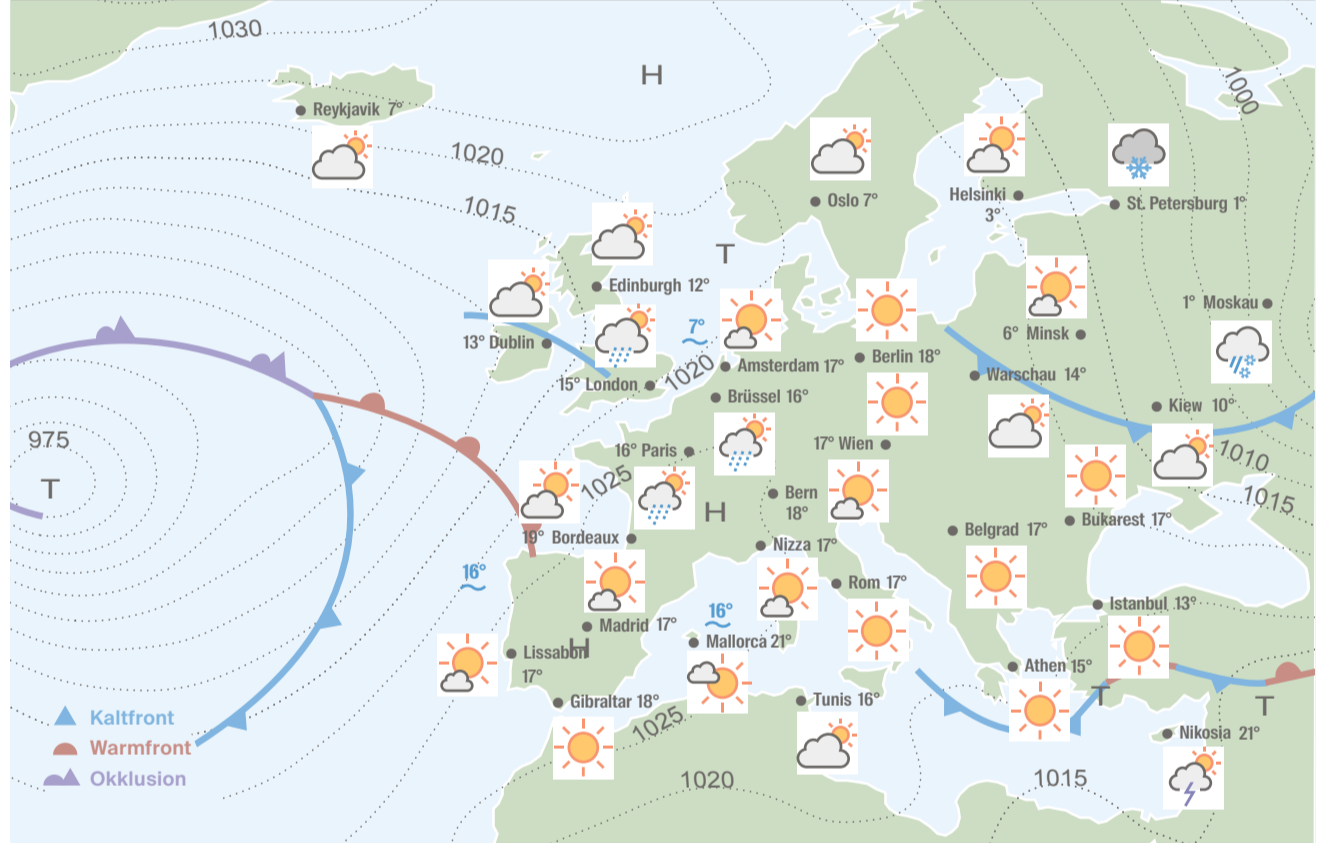 1030
H
1000
Reykjavik 7°
1020
1015
Oslo 7°
Helsinki
3°
St. Petersburg 1°
T
Edinburgh 12°
1° Moskau
7°
6° Minsk
13° Dublin
Berlin 18°
1020
Amsterdam 17°
Warschau 14°
15° London
Brüssel 16°
Kiew 10°
975
16° Paris
17° Wien
1010
T
1025
Bern
18°
1015
H
Bukarest 17°
Belgrad 17°
19° Bordeaux
Nizza 17°
16°
Rom 17°
Istanbul 13°
16°
Madrid 17°
Mallorca 21°
H
Lissabon
17°
Athen 15°
T
Gibraltar 18°
Tunis 16°
T
1025
Kaltfront
Nikosia 21°
Warmfront
Okklusion
1020
1015